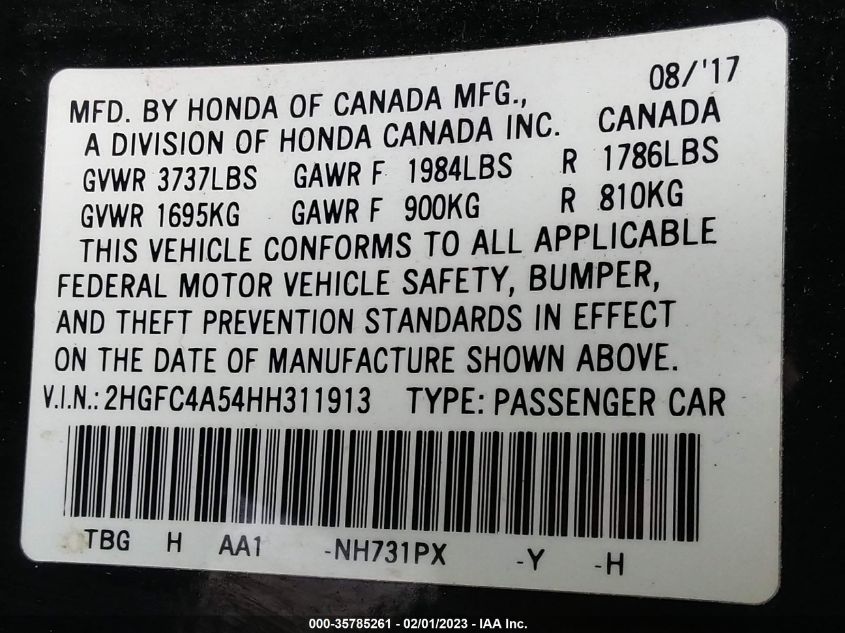 08/'17
MFD. BY HONDA OF CANADA MFG.,
A DIVISION OF HONDA CANADA INC. CANADA
GVWR 3737LBS GAWR F 1984LBS R 1786LBS
GVWR 1695KG GAWR F 900KG R 810KG
THIS VEHICLE CONFORMS TO ALL APPLICABLE
FEDERAL MOTOR VEHICLE SAFETY, BUMPER,
AND THEFT PREVENTION STANDARDS IN EFFECT
ON THE DATE OF MANUFACTURE SHOWN ABOVE.
V.I.N.: 2HGFC4A54HH311913 TYPE: PASSENGER CAR
TBG H AA1 -NH731PX -Y -H
000-35785261 - 02/01/2023 - IAA Inc.